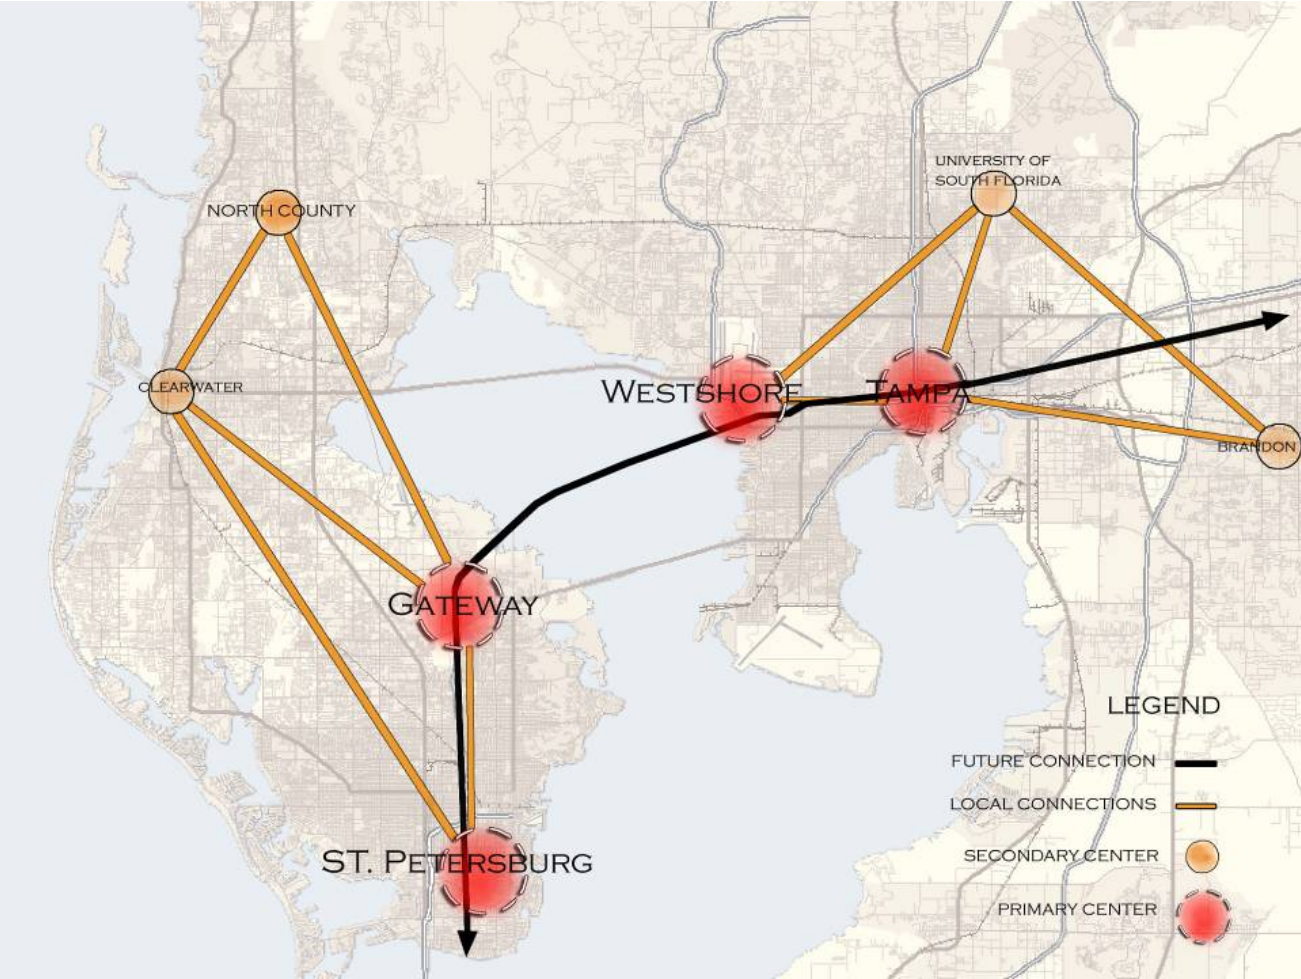 UNIVERSITY OF
SOUTH FLORIDA
NORTH COUNTY
CLEARWATER
WESTSHORE
TAMPA
BRANDON
GATEWAY
LEGEND
FUTURE CONNECTION
LOCAL CONNECTIONS
SECONDARY CENTER
ST. PETERSBURG
PRIMARY CENTER